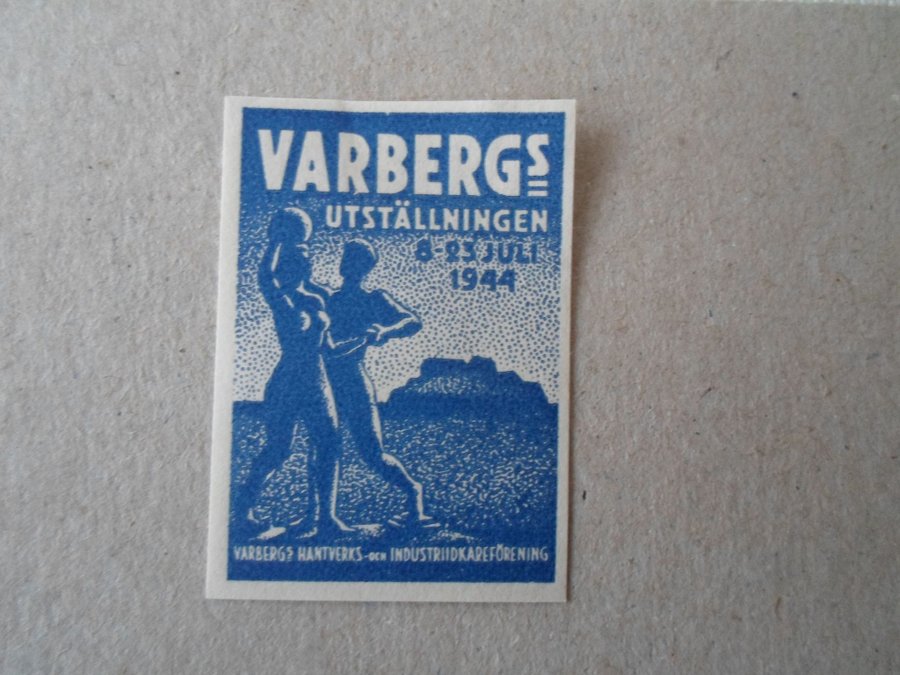 VARBERGS
UTSTÄLLNINGEN
8-23 JULI
1944
VARBERGS HANTVERKS- OCH INDUSTRIIDKAREFÖRENING